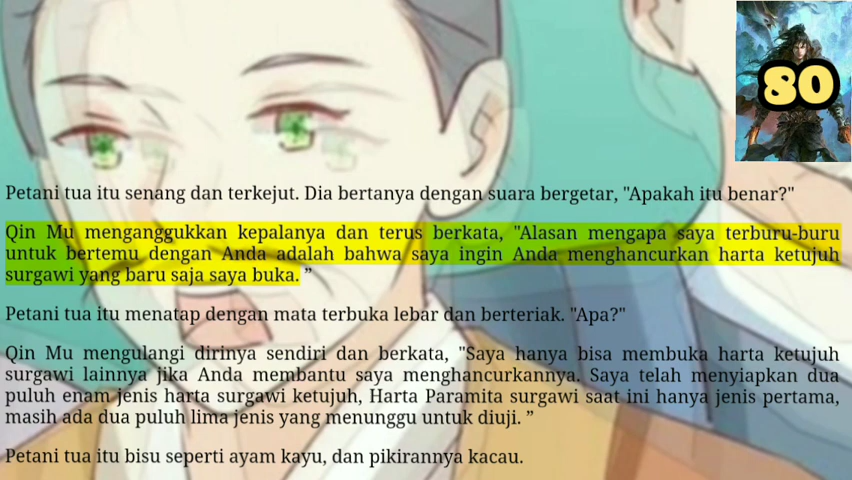 80
Petani tua itu senang dan terkejut. Dia bertanya dengan suara bergetar, "Apakah itu benar?"
Qin Mu menganggukkan kepalanya dan terus berkata, "Alasan mengapa saya terburu-buru
untuk bertemu dengan Anda adalah bahwa saya ingin Anda menghancurkan harta ketujuh
surgawi yang baru saja saya buka. ”
Petani tua itu menatap dengan mata terbuka lebar dan berteriak. "Apa?"
Qin Mu mengulangi dirinya sendiri dan berkata, "Saya hanya bisa membuka harta ketujuh
surgawi lainnya jika Anda membantu saya menghancurkannya. Saya telah menyiapkan dua
puluh enam jenis harta surgawi ketujuh, Harta Paramita surgawi saat ini hanya jenis pertama,
masih ada dua puluh lima jenis yang menunggu untuk diuji. ”
Petani tua itu bisu seperti ayam kayu, dan pikirannya kacau.